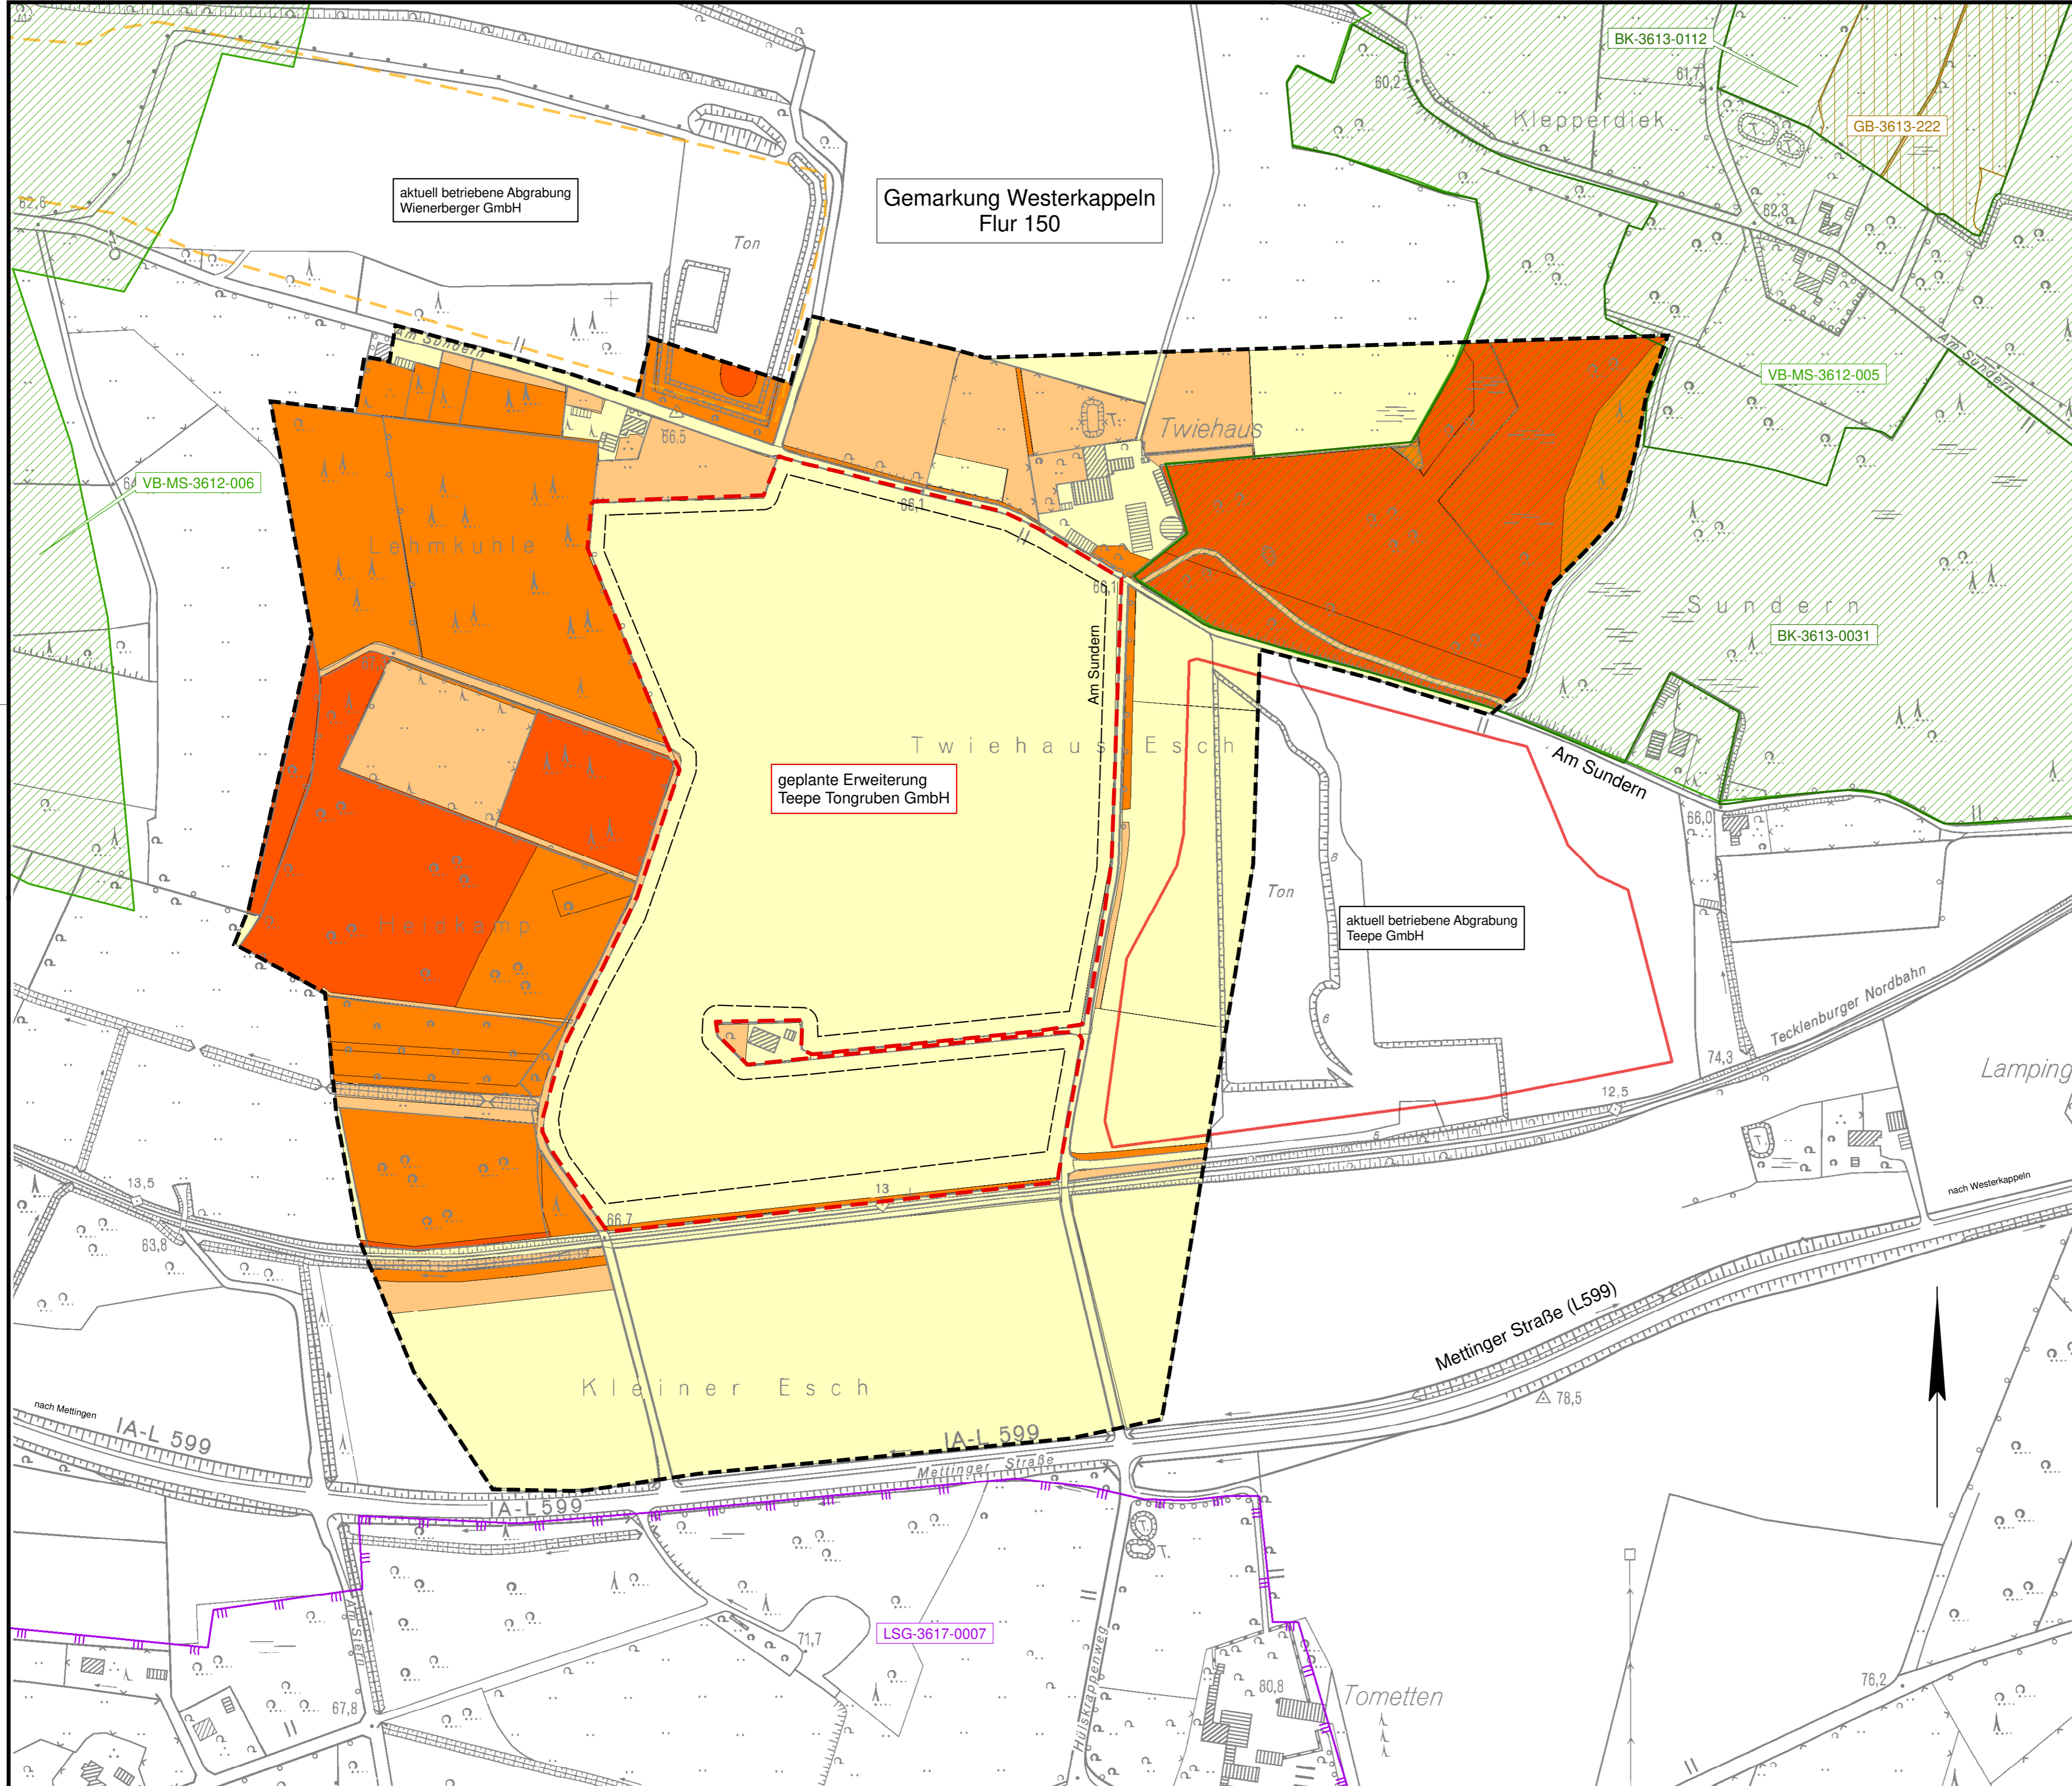 BK-3613-0112
60,2
61,7
Klepperdiek
GB-3613-222
aktuell betriebene Abgrabung
Wienerberger GmbH
Gemarkung Westerkappeln
Flur 150
62,6
62,3
Ton
Am Sundern
Am Sundern
VB-MS-3612-005
T.
Twiehaus
66,5
VB-MS-3612-006
66,1
Lehmkuhle
66,1
Sundern
BK-3613-0031
Am Sundern
Twiehaus Esch
Am Sundern
geplante Erweiterung
Teepe Tongruben GmbH
66,0
Ton
aktuell betriebene Abgrabung
Teepe GmbH
Heidkamp
Tecklenburger Nordbahn
74,3
Lamping
12,5
T.
13,5
13
nach Westerkappeln
66,7
63,8
Mettinger Straße (L599)
Kleiner Esch
78,5
nach Mettingen
IA-L 599
IA-L 599
Mettinger Straße
IA-L 599
T.
T.
Am Stein
LSG-3617-0007
71,7
Hülskrappenweg
80,8
Tometten
76,2
67,8